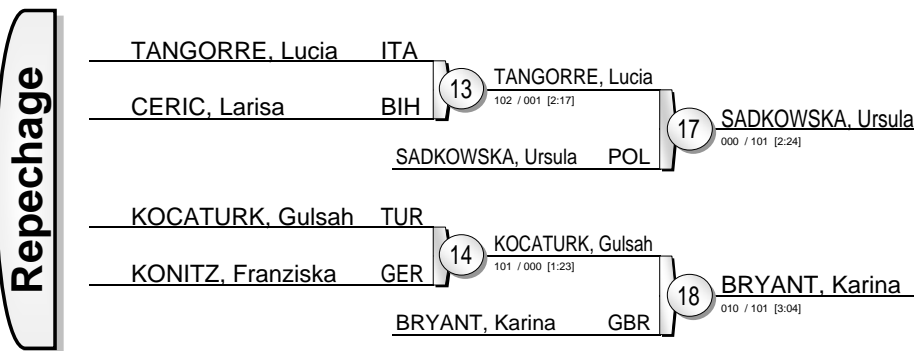 Repechage
TANGORRE, Lucia ITA
CERIC, Larisa BIH
13
TANGORRE, Lucia
102 / 001 [2:17]
SADKOWSKA, Ursula POL
17
SADKOWSKA, Ursula
000 / 101 [2:24]
KOCATURK, Gulsah TUR
KONITZ, Franziska GER
14
KOCATURK, Gulsah
101 / 000 [1:23]
BRYANT, Karina GBR
18
BRYANT, Karina
010 / 101 [3:04]